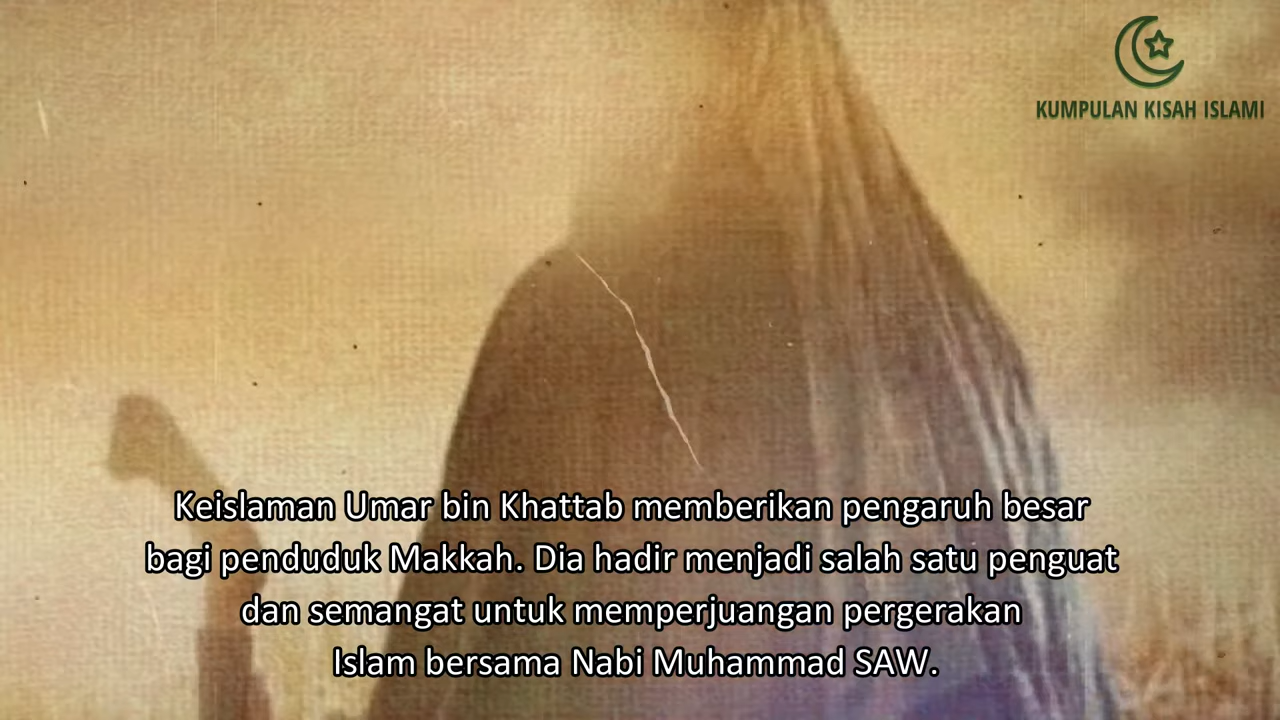 KUMPULAN KISAH ISLAMI
Keislaman Umar bin Khattab memberikan pengaruh besar
bagi penduduk Makkah. Dia hadir menjadi salah satu penguat
dan semangat untuk memperjuangan pergerakan
Islam bersama Nabi Muhammad SAW.